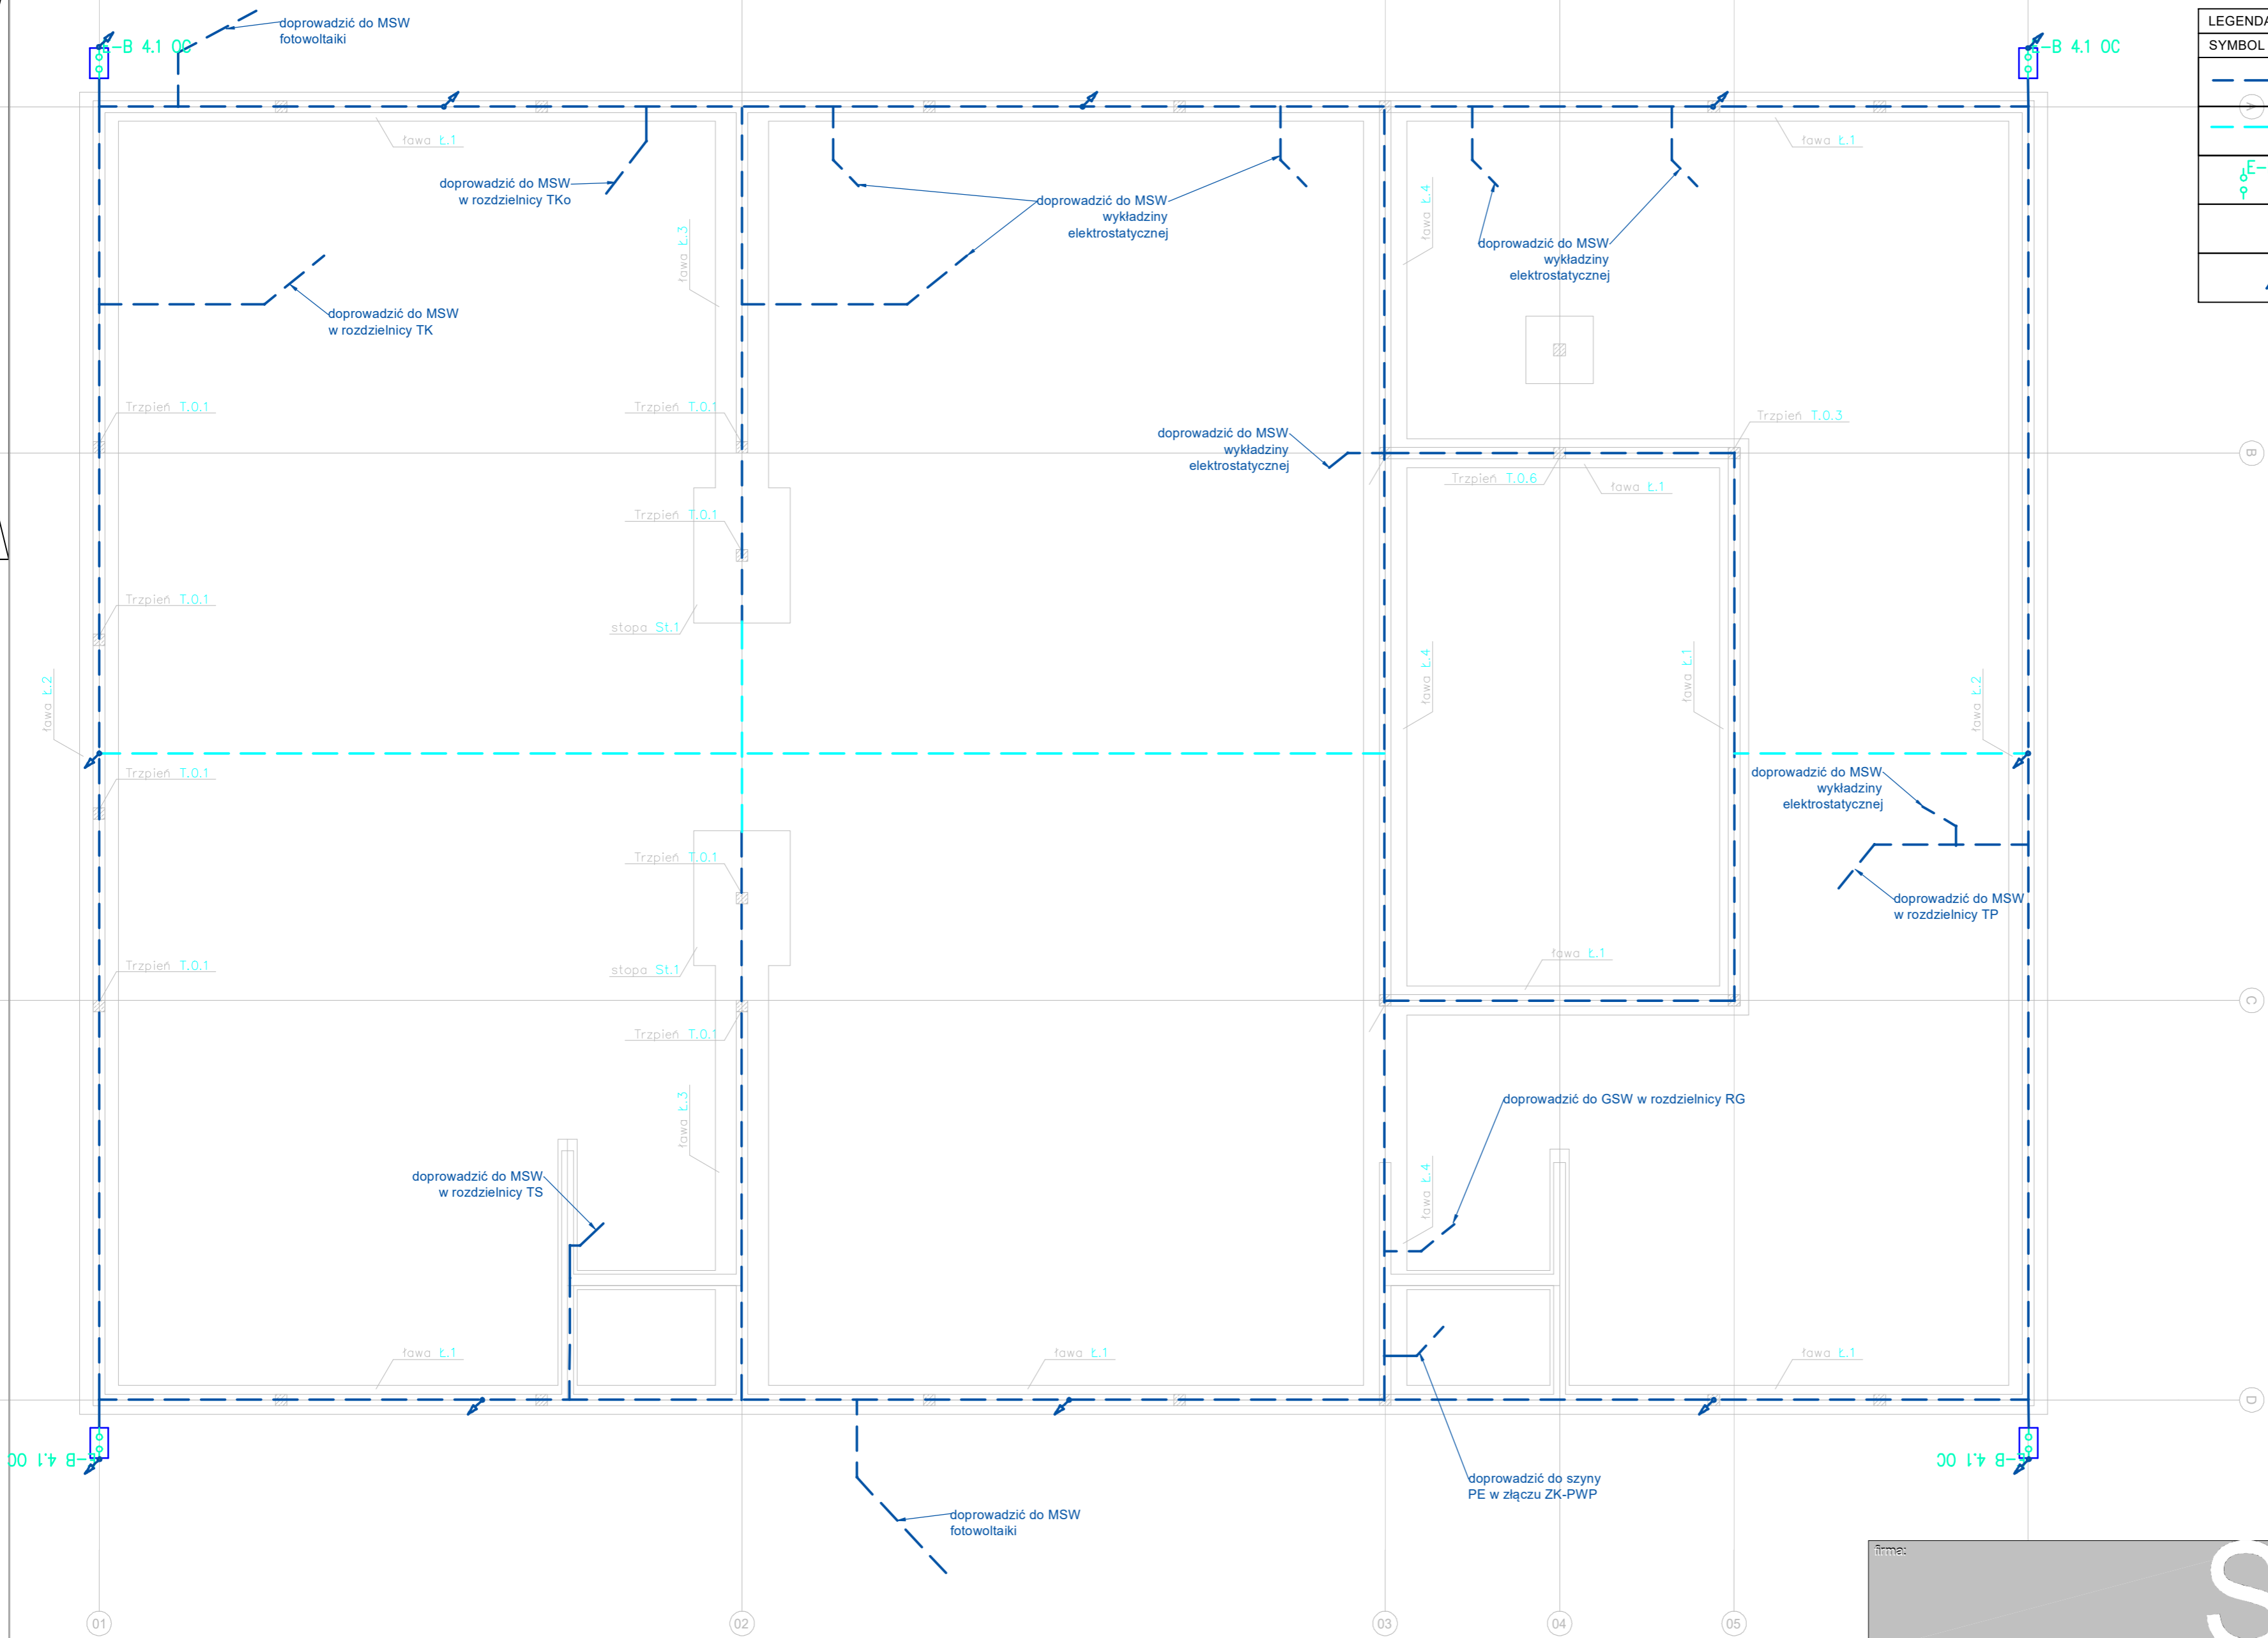 doprowadzić do MSW
fotowoltaiki
E-B 4.1 OC
E-B 4.1 OC
LEGENDA
SYMBOL
E-
A
ława Ł.1
ława Ł.1
doprowadzić do MSW
w rozdzielnicy TKo
doprowadzić do MSW
wykładziny
elektrostatycznej
ława Ł.4
doprowadzić do MSW
wykładziny
elektrostatycznej
ława Ł.3
doprowadzić do MSW
w rozdzielnicy TK
Trzpień T.0.1
Trzpień T.0.1
Trzpień T.0.3
doprowadzić do MSW
wykładziny
elektrostatycznej
B
Trzpień T.0.6
ława Ł.1
Trzpień T.0.1
Trzpień T.0.1
stopa St.1
ława Ł.2
ława Ł.4
ława Ł.1
ława Ł.2
Trzpień T.0.1
doprowadzić do MSW
wykładziny
elektrostatycznej
Trzpień T.0.1
doprowadzić do MSW
w rozdzielnicy TP
Trzpień T.0.1
stopa St.1
ława Ł.1
C
Trzpień T.0.1
ława Ł.3
doprowadzić do GSW w rozdzielnicy RG
doprowadzić do MSW
w rozdzielnicy TS
ława Ł.4
ława Ł.1
ława Ł.1
ława Ł.1
D
E-B 4.1 OC
E-B 4.1 OC
doprowadzić do szyny
PE w złączu ZK-PWP
doprowadzić do MSW
fotowoltaiki
firma:
S
01
02
03
04
05